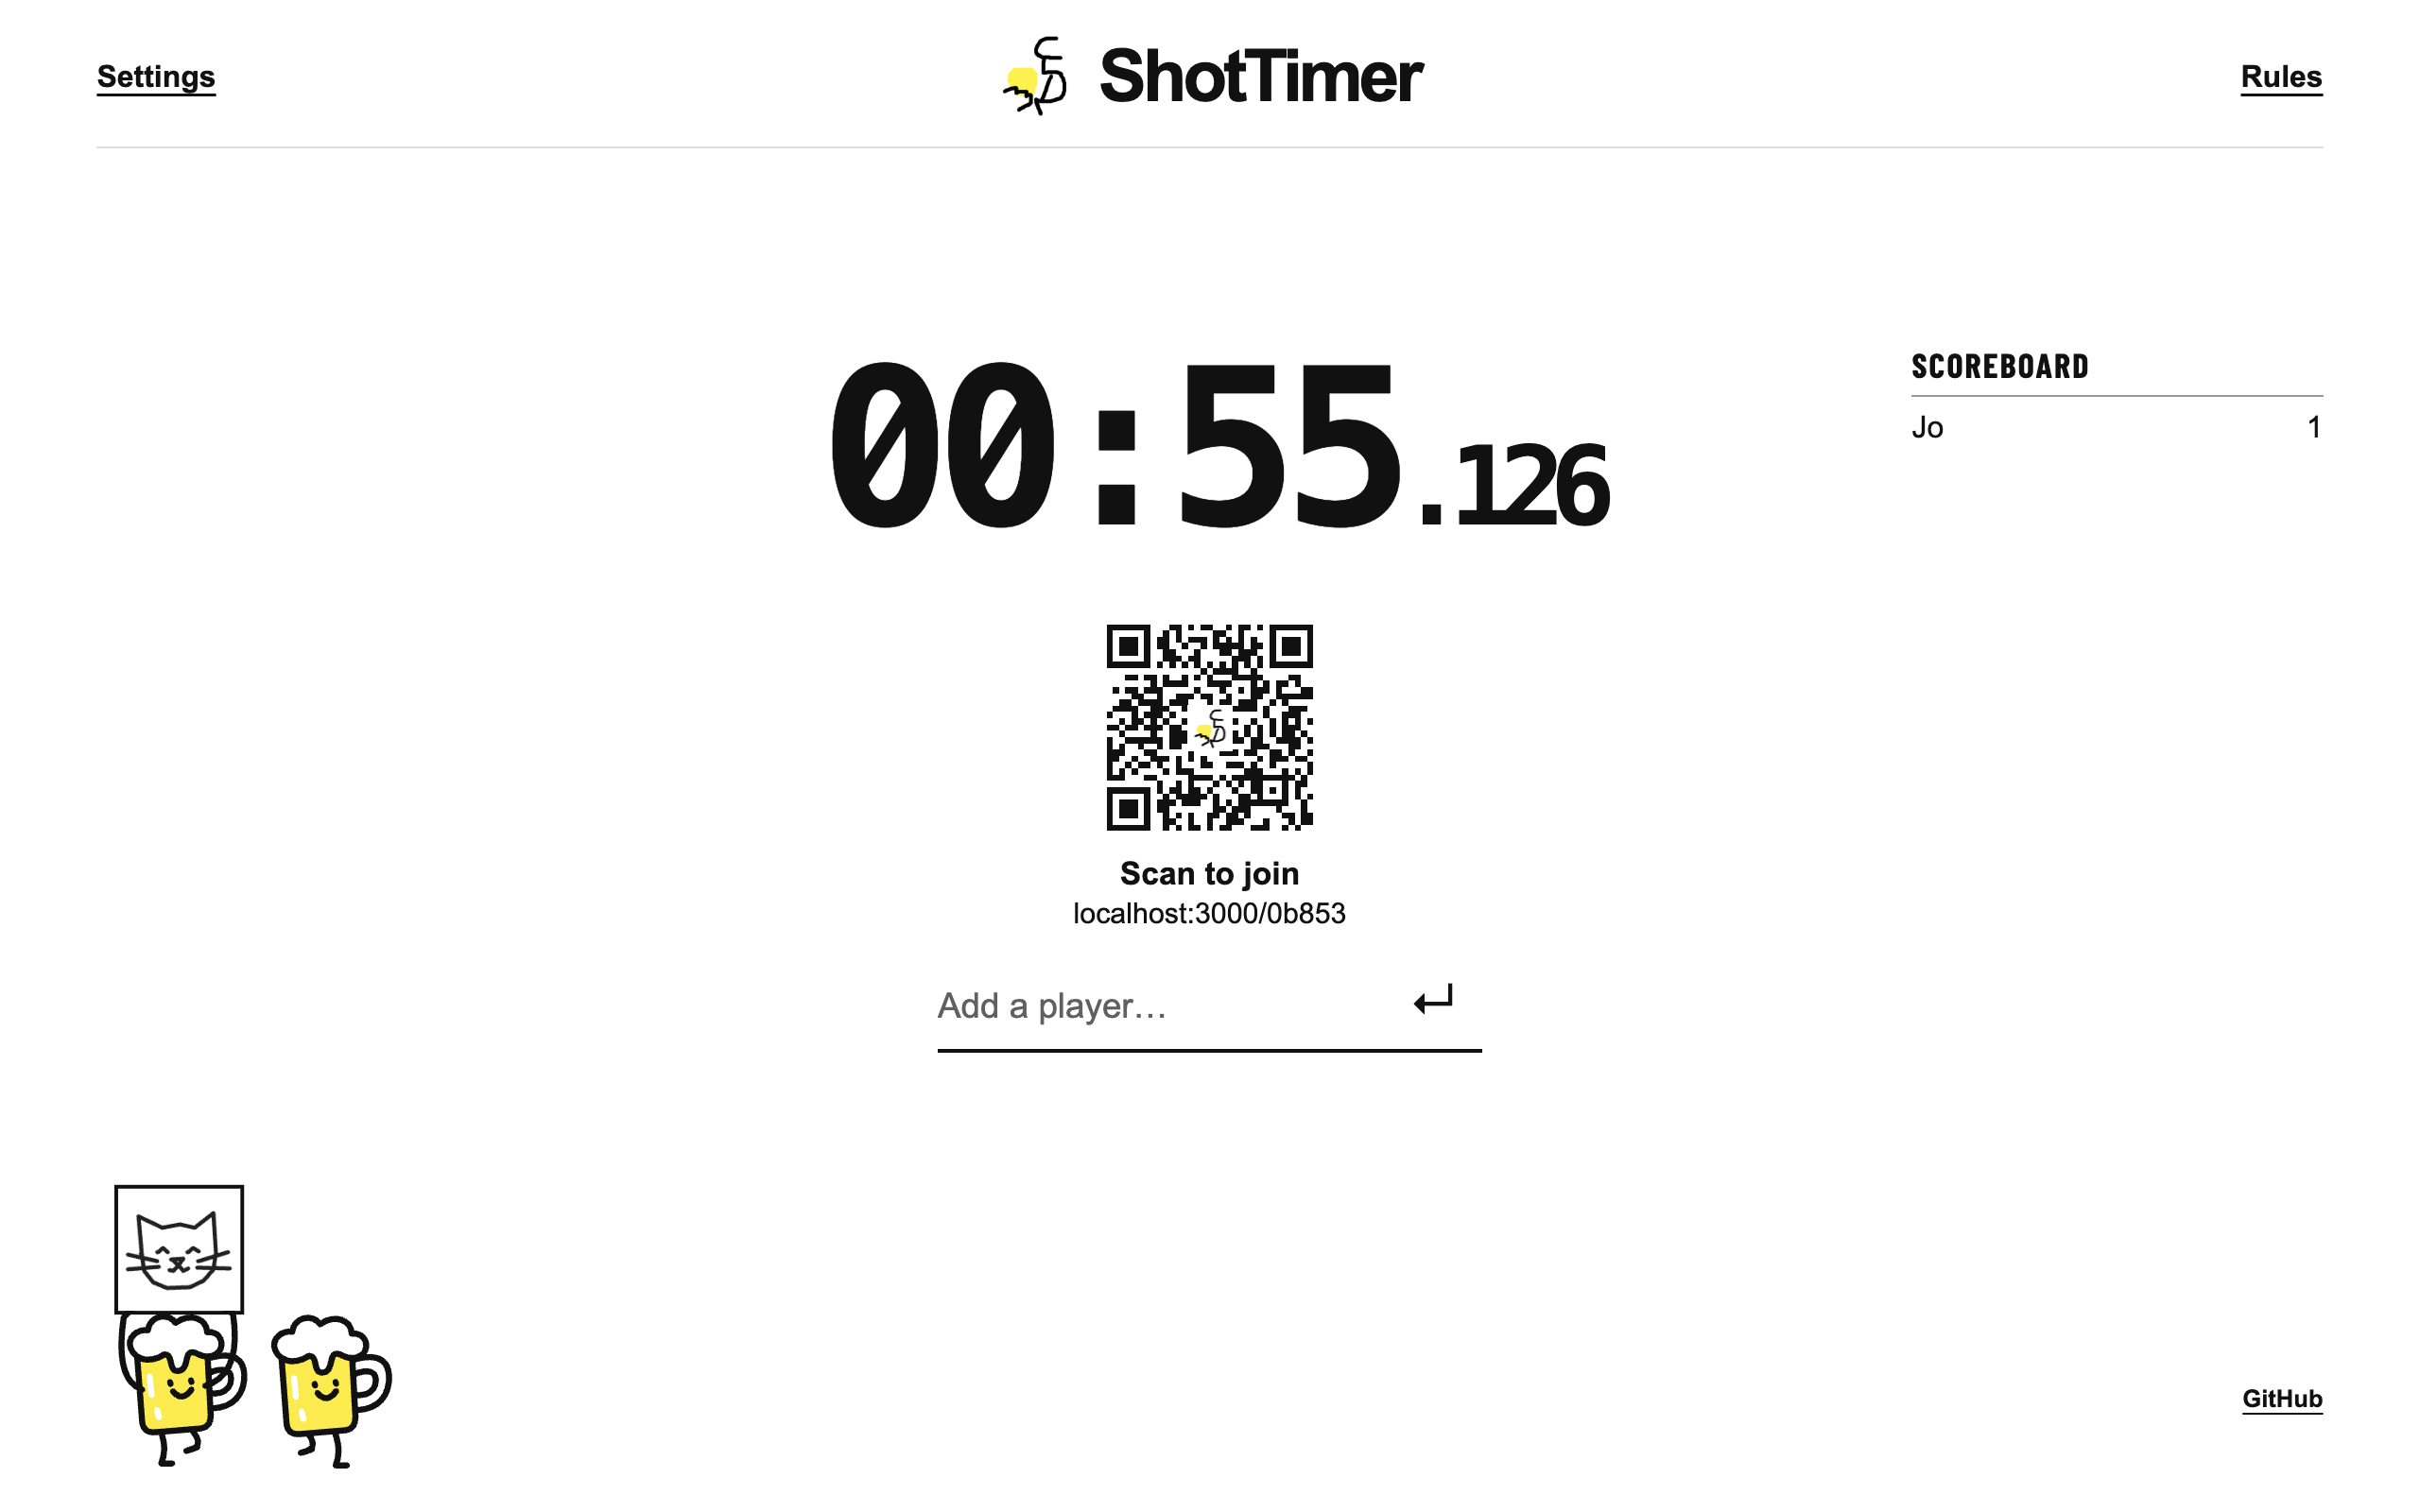 Settings
ShotTimer
Rules
00:55.126
SCOREBOARD
Jo 1
Scan to join
localhost:3000/0b853
Add a player…
GitHub